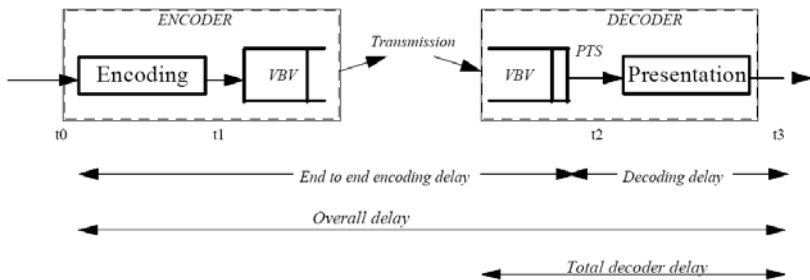 ENCODER
DECODER
Transmission
PTS
Encoding
VBV
VBV
Presentation
t0
t1
t2
t3
End to end encoding delay
Decoding delay
Overall delay
Total decoder delay